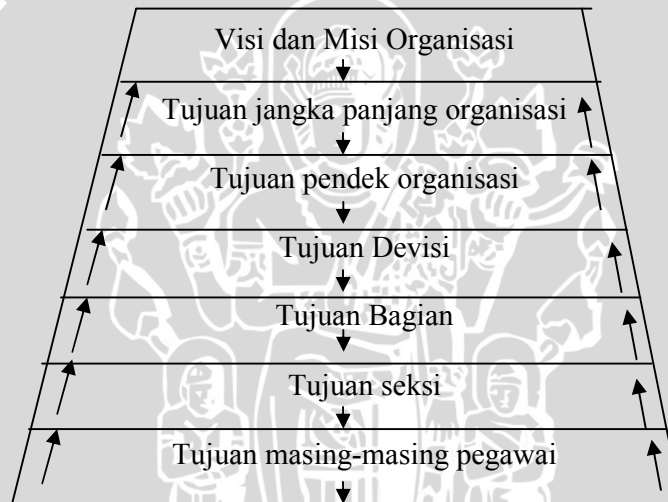 Visi dan Misi Organisasi
Tujuan jangka panjang organisasi
Tujuan pendek organisasi
Tujuan Devisi
Tujuan Bagian
Tujuan seksi
Tujuan masing-masing pegawai